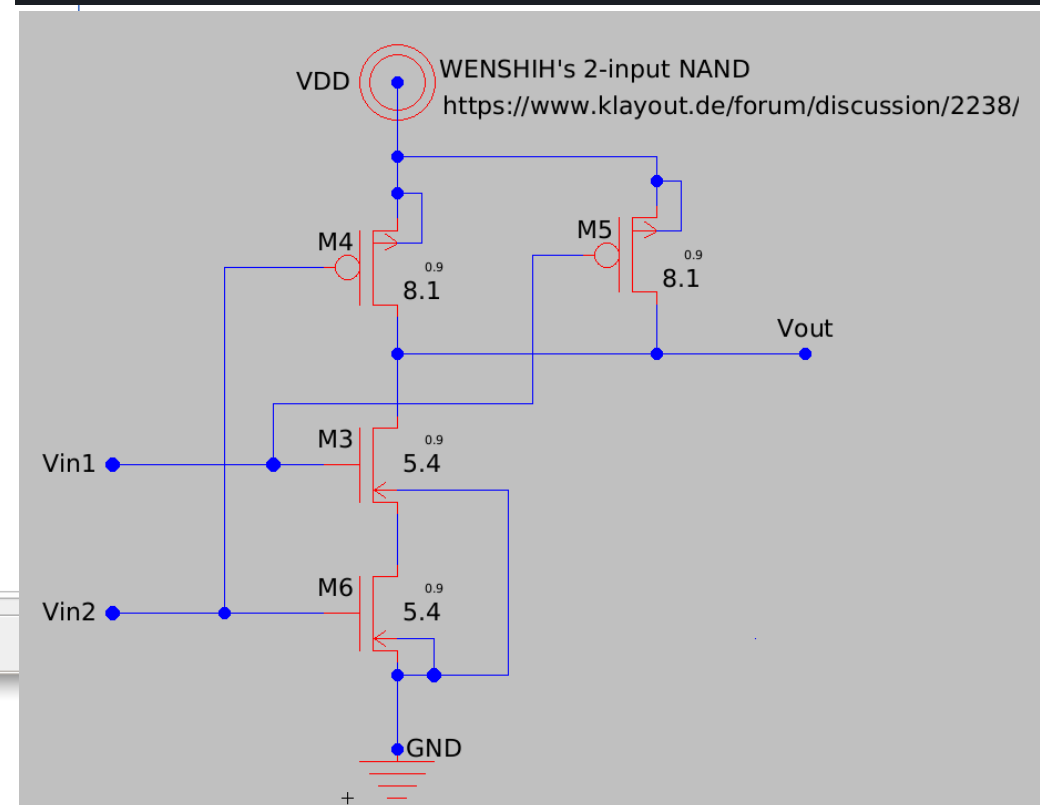 VDD
WENSHIH's 2-input NAND
https://www.klayout.de/forum/discussion/2238/
M4
0.9
8.1
M5
0.9
8.1
Vout
Vin1
M3
0.9
5.4
Vin2
M6
0.9
5.4
GND